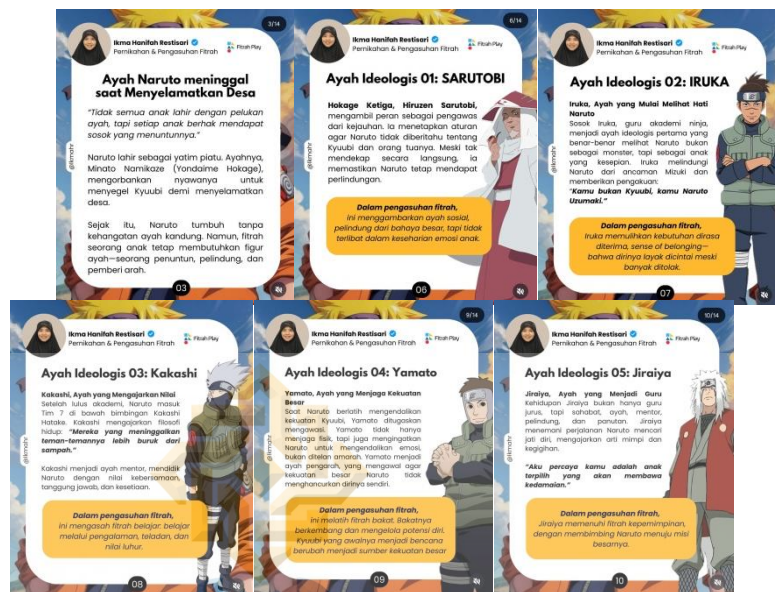 3/14
Ikma Hanifah Restisari
Pernikahan & Pengasuhan Fitrah
Fitrah Play
Ayah Naruto meninggal
saat Menyelamatkan Desa
"Tidak semua anak lahir dengan pelukan
ayah, tapi setiap anak berhak mendapat
sosok yang menuntunnya."
Naruto lahir sebagai yatim piatu. Ayahnya,
Minato Namikaze (Yondaime Hokage),
mengorbankan nyawanya untuk
menyegel Kyuubi demi menyelamatkan
desa.
Sejak itu, Naruto tumbuh tanpa
kehangatan ayah kandung. Namun, fitrah
seorang anak tetap membutuhkan figur
ayah—seorang penuntun, pelindung, dan
pemberi arah.
@ikmahr
03
6/14
Ikma Hanifah Restisari
Pernikahan & Pengasuhan Fitrah
Fitrah Play
Ayah Ideologis 01: SARUTOBI
Hokage Ketiga, Hiruzen Sarutobi,
mengambil peran sebagai pengawas
dari kejauhan. Ia menetapkan aturan
agar Naruto tidak diberitahu tentang
Kyuubi dan orang tuanya. Meski tak
mendekap secara langsung, ia
memastikan Naruto tetap mendapat
perlindungan.
Dalam pengasuhan fitrah,
ini menggambarkan ayah sosial,
pelindung dari bahaya besar, tapi tidak
terlibat dalam keseharian emosi anak.
@ikmahr
06
7/14
Ikma Hanifah Restisari
Pernikahan & Pengasuhan Fitrah
Fitrah Play
Ayah Ideologis 02: IRUKA
Iruka, Ayah yang Mulai Melihat Hati
Naruto
Sosok Iruka, guru akademi ninja,
menjadi ayah ideologis pertama yang
benar-benar melihat Naruto bukan
sebagai monster, tapi sebagai anak
yang kesepian. Iruka melindungi
Naruto dari ancaman Mizuki dan
memberikan pengakuan:
"Kamu bukan Kyuubi, kamu Naruto
Uzumaki."
Dalam pengasuhan fitrah,
Iruka memulihkan kebutuhan dirasa
diterima, sense of belonging—
bahwa dirinya layak dicintai meski
banyak ditolak.
@ikmahr
07
Ikma Hanifah Restisari
Pernikahan & Pengasuhan Fitrah
Fitrah Play
Ayah Ideologis 03: Kakashi
Kakashi, Ayah yang Mengajarkan Nilai
Setelah lulus akademi, Naruto masuk
Tim 7 di bawah bimbingan Kakashi
Hatake. Kakashi mengajarkan filosofi
hidup: "Mereka yang meninggalkan
teman-temannya lebih buruk dari
sampah."
Kakashi menjadi ayah mentor, mendidik
Naruto dengan nilai kebersamaan,
tanggung jawab, dan kesetiaan.
Dalam pengasuhan fitrah,
ini mengasah fitrah belajar: belajar
melalui pengalaman, teladan, dan
nilai luhur.
@ikmahr
08
9/14
Ikma Hanifah Restisari
Pernikahan & Pengasuhan Fitrah
Fitrah Play
Ayah Ideologis 04: Yamato
Yamato, Ayah yang Menjaga Kekuatan
Besar
Saat Naruto berlatih mengendalikan
kekuatan Kyuubi, Yamato ditugaskan
mengawasi. Yamato tidak hanya
menjaga fisik, tapi juga mengingatkan
Naruto untuk mengendalikan emosi,
bukan ditelan amarah. Yamato menjadi
ayah pengarah, yang mengawal agar
kekuatan besar Naruto tidak
menghancurkan dirinya sendiri.
Dalam pengasuhan fitrah,
ini melatih fitrah bakat. Bakatnya
berkembang dan mengelola potensi diri.
Kyuubi yang awalnya menjadi bencana
berubah menjadi sumber kekuatan besar
@ikmahr
09
10/14
Ikma Hanifah Restisari
Pernikahan & Pengasuhan Fitrah
Fitrah Play
Ayah Ideologis 05: Jiraiya
Jiraiya, Ayah yang Menjadi Guru
Kehidupan Jiraiya bukan hanya guru
jurus, tapi sahabat, ayah, mentor,
pelindung, dan panutan. Jiraiya
menemani perjalanan Naruto mencari
jati diri, mengajarkan arti mimpi dan
kegigihan.
"Aku percaya kamu adalah anak
terpilih yang akan membawa
kedamaian."
Dalam pengasuhan fitrah,
Jiraiya memenuhi fitrah kepemimpinan,
dengan membimbing Naruto menuju misi
besarnya.
@ikmahr
10